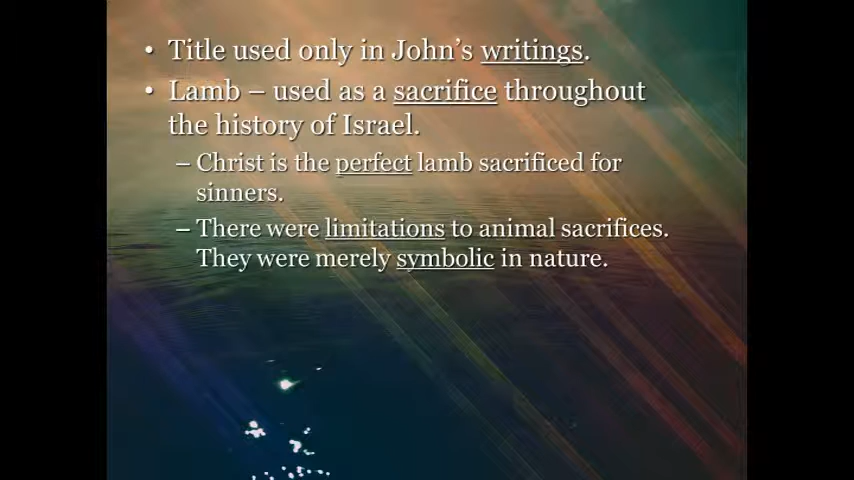 • Title used only in John’s writings.
• Lamb – used as a sacrifice throughout
the history of Israel.
– Christ is the perfect lamb sacrificed for
sinners.
– There were limitations to animal sacrifices.
They were merely symbolic in nature.